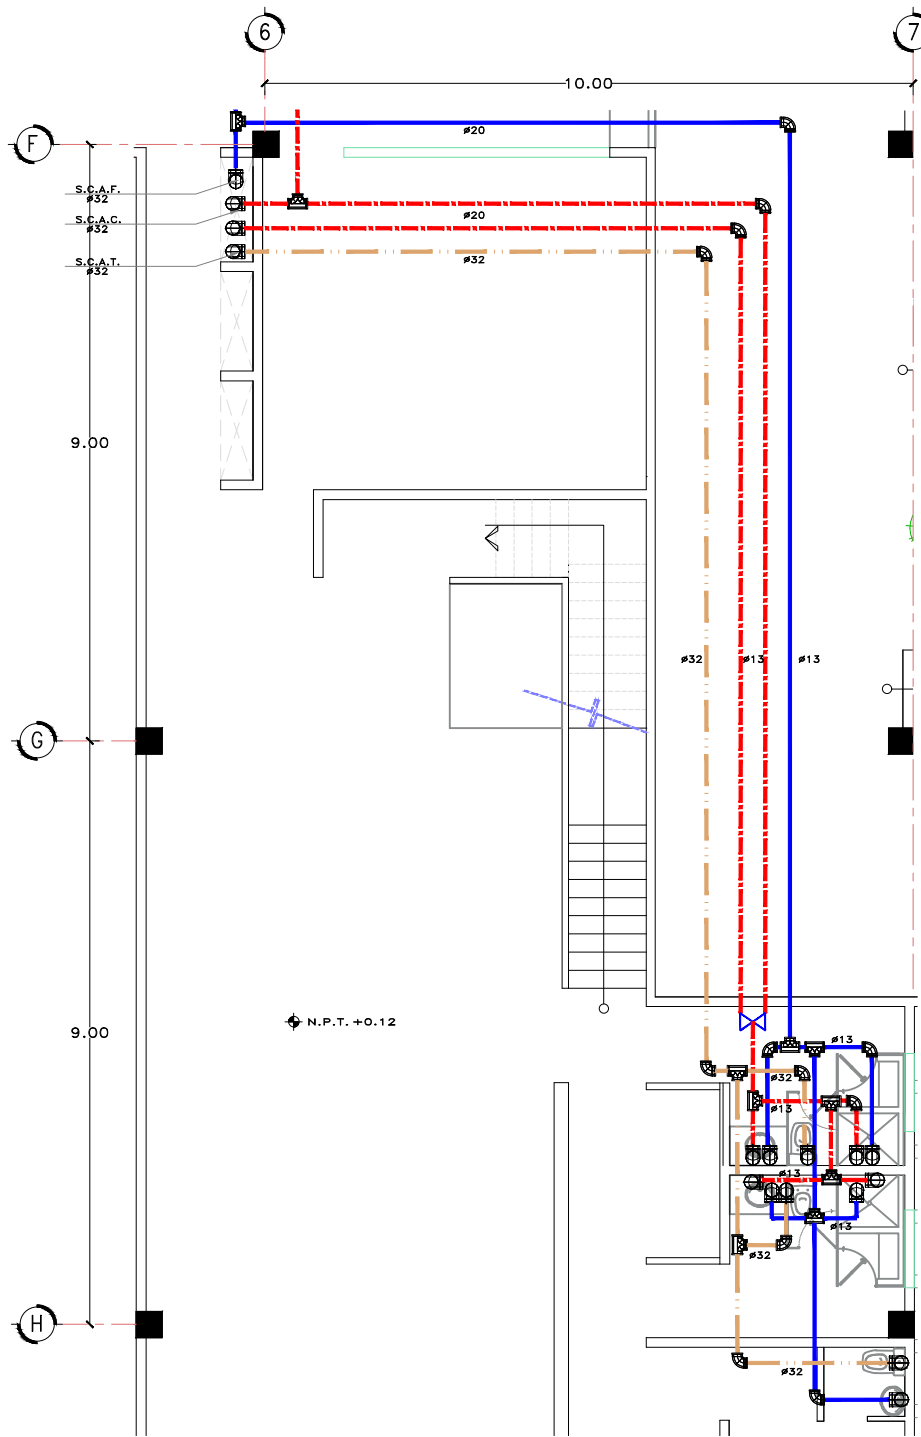 6
7
10.00
F
ø20
S.C.A.F.
ø32
S.C.A.C.
ø32
ø20
S.C.A.T.
ø32
ø32
9.00
ø32
ø13
ø13
G
N.P.T. +0.12
9.00
ø13
ø32
ø13
ø13
ø13
ø32
H
ø32